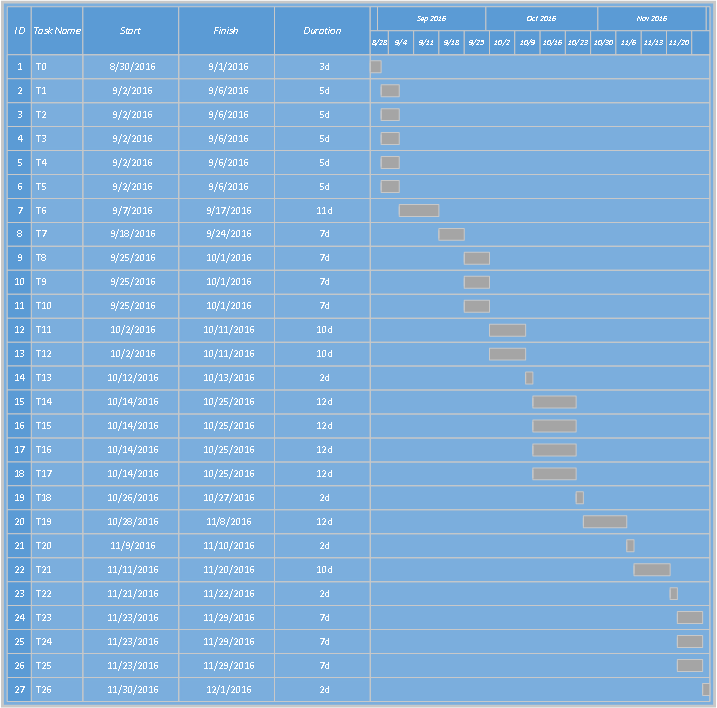 ID Task Name Start Finish Duration Sep 2016 Oct 2016 Nov 2016
8/28 9/4 9/11 9/18 9/25 10/2 10/9 10/16 10/23 10/30 11/6 11/13 11/20
1 T0 8/30/2016 9/1/2016 3d
2 T1 9/2/2016 9/6/2016 5d
3 T2 9/2/2016 9/6/2016 5d
4 T3 9/2/2016 9/6/2016 5d
5 T4 9/2/2016 9/6/2016 5d
6 T5 9/2/2016 9/6/2016 5d
7 T6 9/7/2016 9/17/2016 11d
8 T7 9/18/2016 9/24/2016 7d
9 T8 9/25/2016 10/1/2016 7d
10 T9 9/25/2016 10/1/2016 7d
11 T10 9/25/2016 10/1/2016 7d
12 T11 10/2/2016 10/11/2016 10d
13 T12 10/2/2016 10/11/2016 10d
14 T13 10/12/2016 10/13/2016 2d
15 T14 10/14/2016 10/25/2016 12d
16 T15 10/14/2016 10/25/2016 12d
17 T16 10/14/2016 10/25/2016 12d
18 T17 10/14/2016 10/25/2016 12d
19 T18 10/26/2016 10/27/2016 2d
20 T19 10/28/2016 11/8/2016 12d
21 T20 11/9/2016 11/10/2016 2d
22 T21 11/11/2016 11/20/2016 10d
23 T22 11/21/2016 11/22/2016 2d
24 T23 11/23/2016 11/29/2016 7d
25 T24 11/23/2016 11/29/2016 7d
26 T25 11/23/2016 11/29/2016 7d
27 T26 11/30/2016 12/1/2016 2d